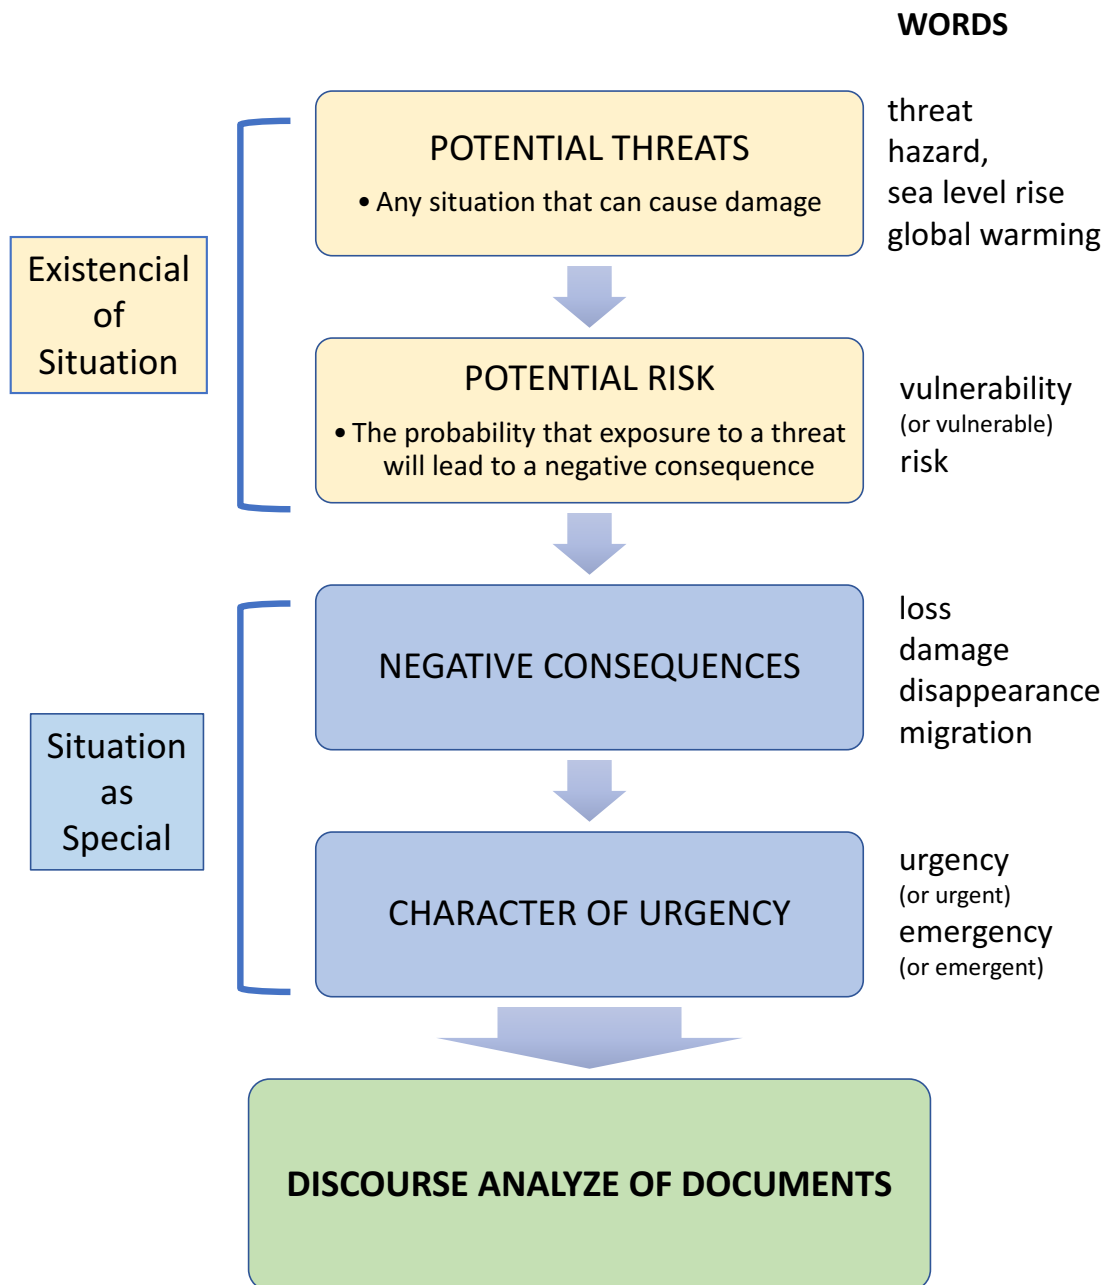 WORDS
POTENTIAL THREATS
• Any situation that can cause damage
threat
hazard,
sea level rise
global warming
Existencial
of
Situation
POTENTIAL RISK
• The probability that exposure to a threat
will lead to a negative consequence
vulnerability
(or vulnerable)
risk
NEGATIVE CONSEQUENCES
loss
damage
disappearance
migration
Situation
as
Special
CHARACTER OF URGENCY
urgency
(or urgent)
emergency
(or emergent)
DISCOURSE ANALYZE OF DOCUMENTS